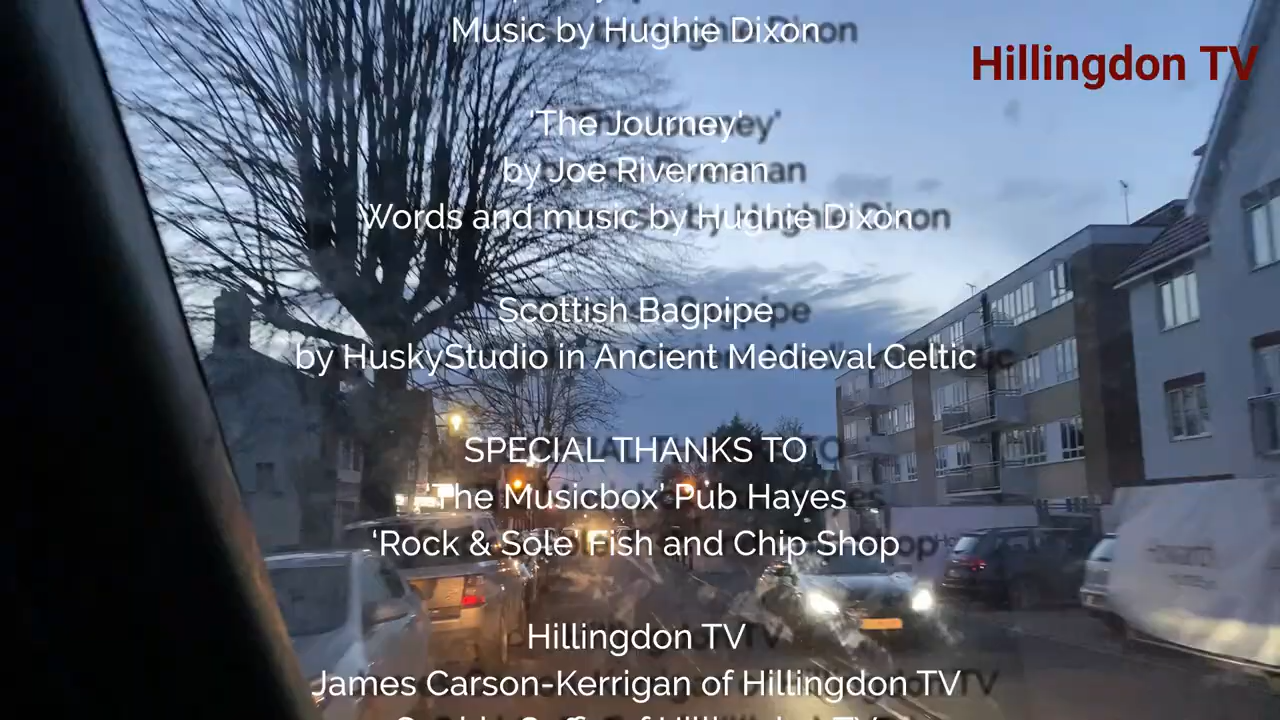 Music by Hughie Dixon
Hillingdon TV
'The Journey'
by Joe Riverman
Words and music by Hughie Dixon
Scottish Bagpipe
by HuskyStudio in Ancient Medieval Celtic
SPECIAL THANKS TO
‘The Musicbox’ Pub Hayes
‘Rock & Sole’ Fish and Chip Shop
Hillingdon TV
James Carson-Kerrigan of Hillingdon TV